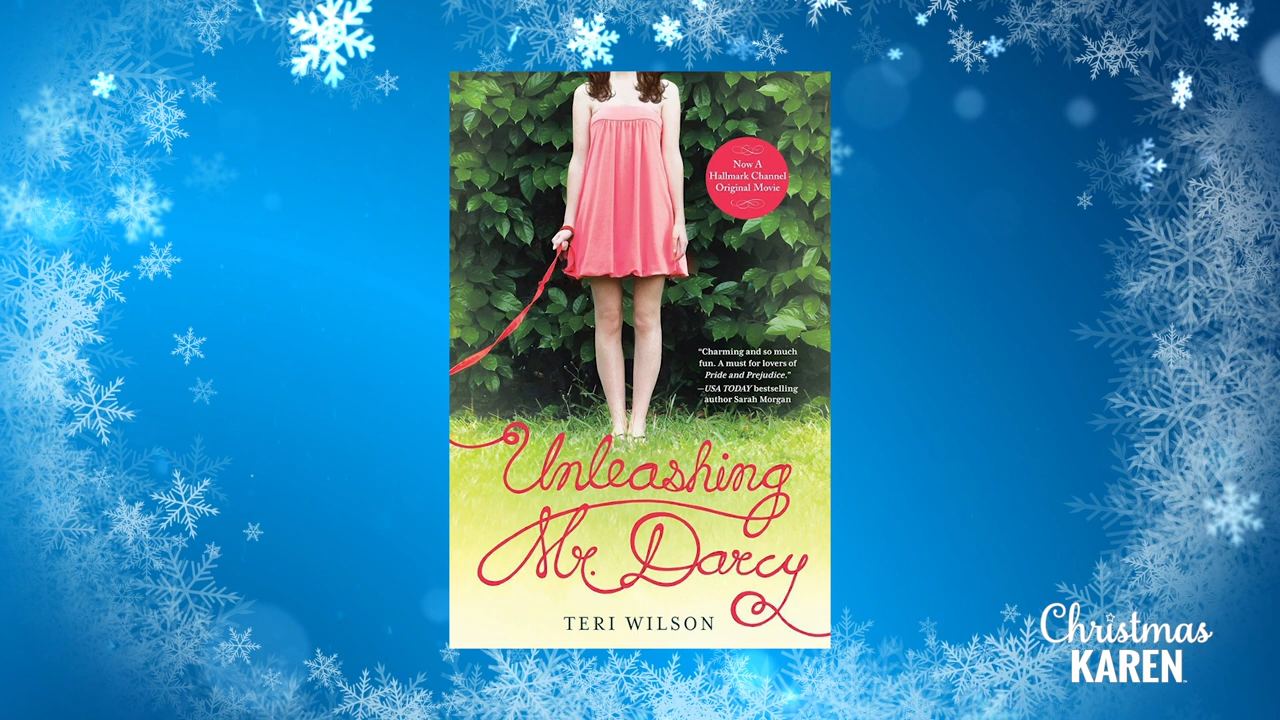 Now A
Hallmark Channel
Original Movie
“Charming and so much
fun. A must for lovers of
Pride and Prejudice.”
—USA TODAY bestselling
author Sarah Morgan
Unleashing
Mr. Darcy
TERI WILSON
Christmas
KAREN